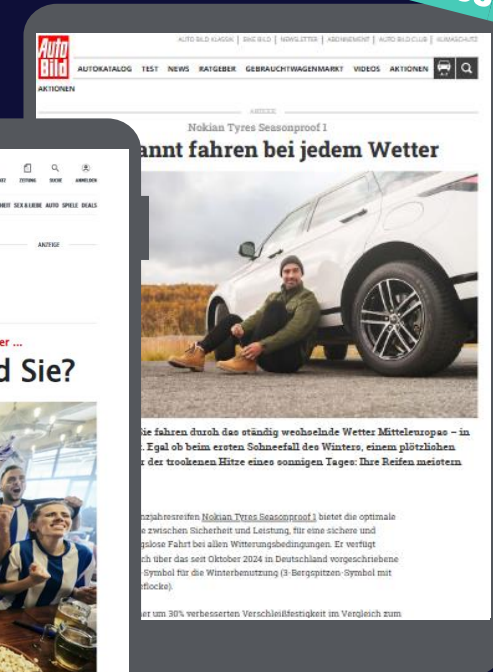 AUTO BILD KLASSIK | BIKE BILD | NEWSLETTER | ABONNEMENT | AUTO BILD CLUB | KLIMASCHUTZ
Auto
Bild
AUTOKATALOG TEST NEWS RATGEBER GEBRAUCHTWAGENMARKT VIDEOS AKTIONEN
AKTIONEN
ANZEIGE
Nokian Tyres Seasonproof 1
annt fahren bei jedem Wetter
ZEITUNG SUCHE ANMELDEN
HEIT SEX & LIEBE AUTO SPIELE DEALS
ANZEIGE
er ...
d Sie?
Sie fahren durch das ständig wechselnde Wetter Mitteleuropas – in
. Egal ob beim ersten Schneefall des Winters, einem plötzlichen
r der trockenen Hitze eines sonnigen Tages: Ihre Reifen meistern
nzjahresreifen Nokian Tyres Seasonproof 1 bietet die optimale
e zwischen Sicherheit und Leistung, für eine sichere und
gslose Fahrt bei allen Witterungsbedingungen. Er verfügt
ch über das seit Oktober 2024 in Deutschland vorgeschriebene
-Symbol für die Winterbenutzung (3-Bergspitzen-Symbol mit
flocke).
er um 30% verbesserten Verschleißfestigkeit im Vergleich zum